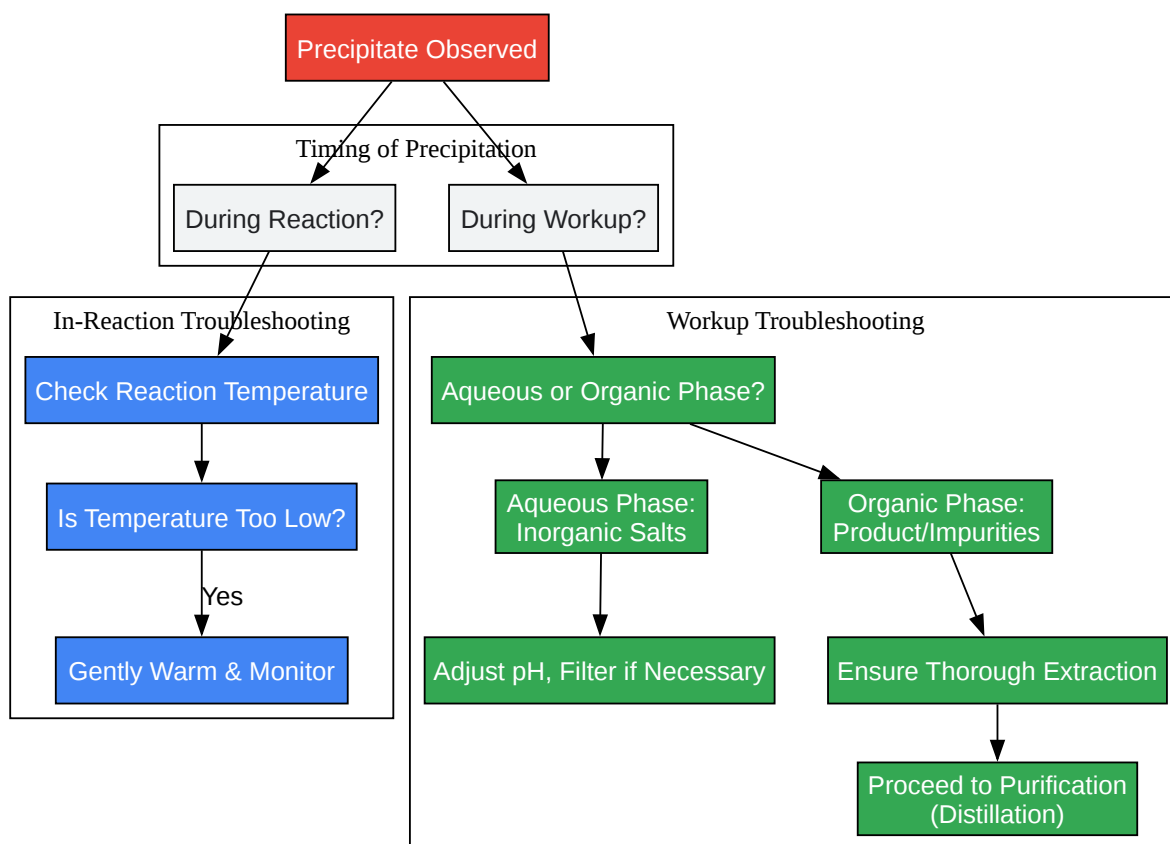 Precipitate Observed
Timing of Precipitation
During Reaction?
During Workup?
In-Reaction Troubleshooting
Workup Troubleshooting
Check Reaction Temperature
Aqueous or Organic Phase?
Is Temperature Too Low?
Aqueous Phase:
Inorganic Salts
Organic Phase:
Product/Impurities
Yes
Gently Warm & Monitor
Adjust pH, Filter if Necessary
Ensure Thorough Extraction
Proceed to Purification
(Distillation)